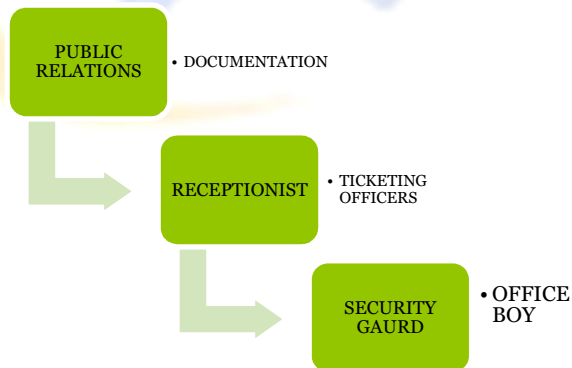 PUBLIC
RELATIONS
• DOCUMENTATION
RECEPTIONIST
• TICKETING
OFFICERS
SECURITY
GAURD
• OFFICE
BOY